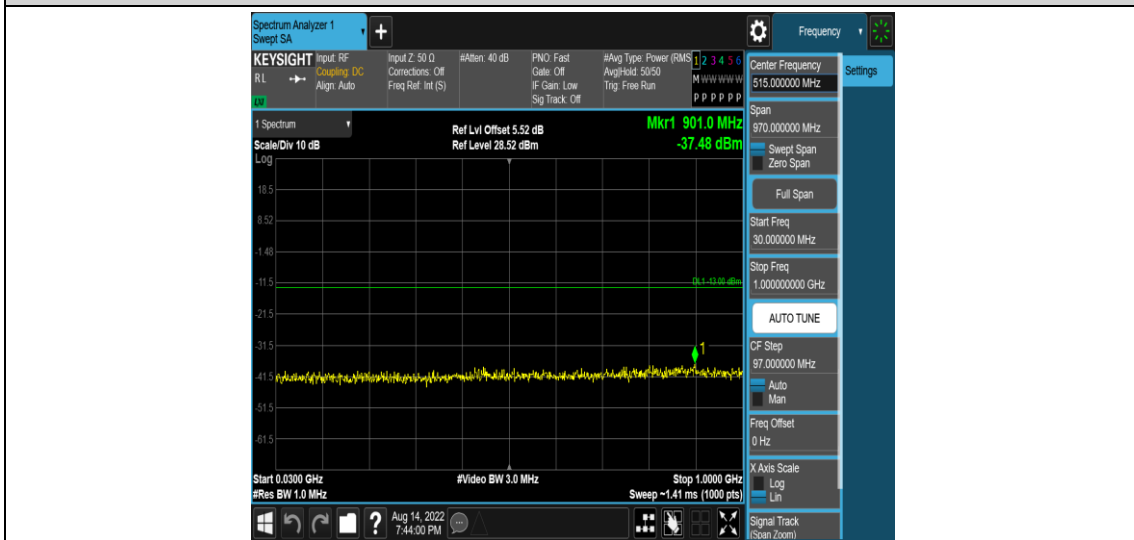 Spectrum Analyzer 1
Swept SA
+
Frequency
KEYSIGHT
RL
Input: RF
Coupling: DC
Align: Auto
Input Z: 50 Ω
Corrections: Off
Freq Ref: Int (S)
#Atten: 40 dB
PNO: Fast
Gate: Off
IF Gain: Low
Sig Track: Off
#Avg Type: Power (RMS
Avg|Hold: 50/50
Trig: Free Run
1 2 3 4 5 6
M W W W W W
P P P P P P
Center Frequency
515.000000 MHz
Settings
1 Spectrum
Scale/Div 10 dB
Ref Lvl Offset 5.52 dB
Ref Level 28.52 dBm
Mkr1 901.0 MHz
-37.48 dBm
Span
970.000000 MHz
Swept Span
Zero Span
Full Span
Start Freq
30.000000 MHz
Stop Freq
1.000000000 GHz
AUTO TUNE
CF Step
97.000000 MHz
Auto
Man
Freq Offset
0 Hz
X Axis Scale
Log
Lin
Signal Track
(Span Zoom)
Log
18.5
8.52
-1.48
-11.5
DL1 -13.00 dBm
-21.5
-31.5
1
-41.5
-51.5
-61.5
Start 0.0300 GHz
#Video BW 3.0 MHz
Stop 1.0000 GHz
#Res BW 1.0 MHz
Sweep ~1.41 ms (1000 pts)
?
Aug 14, 2022
7:44:00 PM